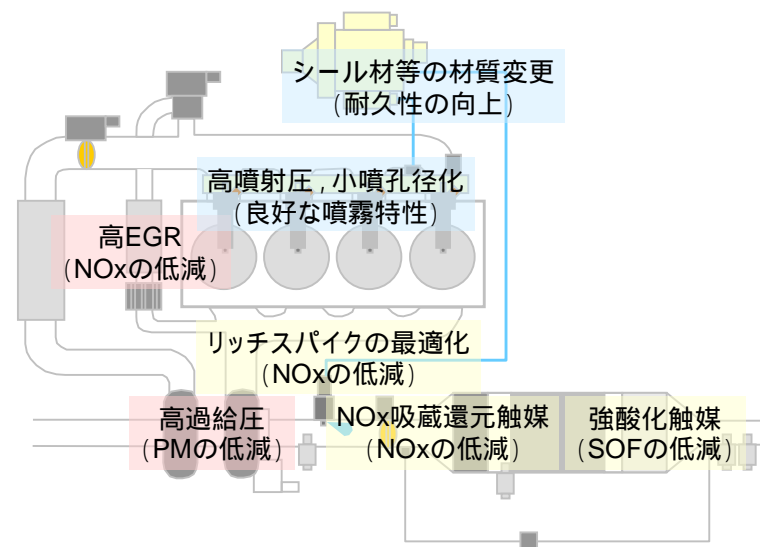 シール材等の材質変更
(耐久性の向上)
高噴射圧,小噴孔径化
(良好な噴霧特性)
高EGR
(NOxの低減)
リッチスパイクの最適化
(NOxの低減)
高過給圧
(PMの低減)
NOx吸蔵還元触媒
(NOxの低減)
強酸化触媒
(SOFの低減)